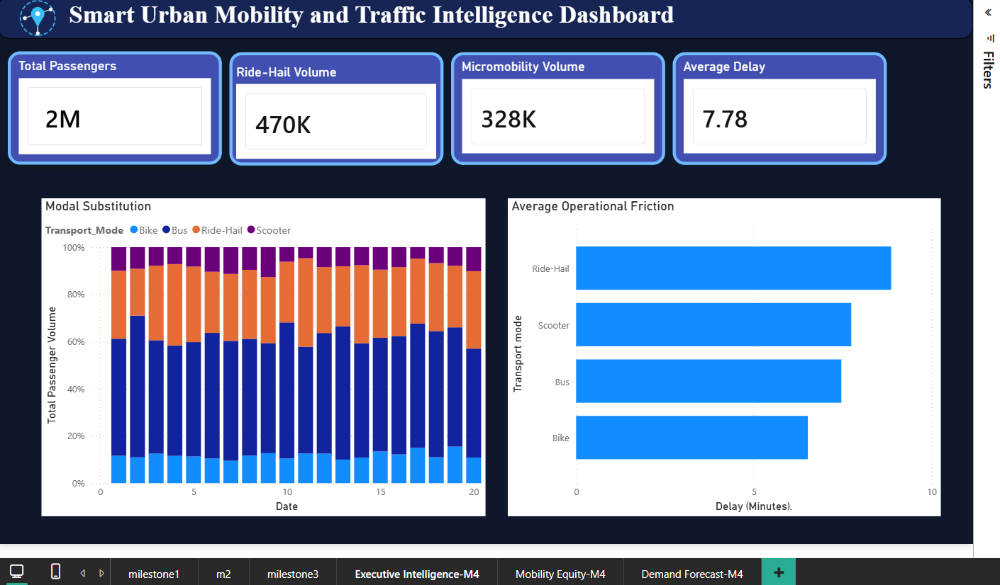 Smart Urban Mobility and Traffic Intelligence Dashboard
Filters
Total Passengers
2M
Ride-Hail Volume
470K
Micromobility Volume
328K
Average Delay
7.78
Modal Substitution
Transport_Mode Bike Bus Ride-Hail Scooter
Total Passenger Volume
100%
80%
60%
40%
20%
0%
0 5 10 15 20
Date
Average Operational Friction
Transport mode
Ride-Hail
Scooter
Bus
Bike
0 5 10
Delay (Minutes).
milestone1 m2 milestone3 Executive Intelligence-M4 Mobility Equity-M4 Demand Forecast-M4 +